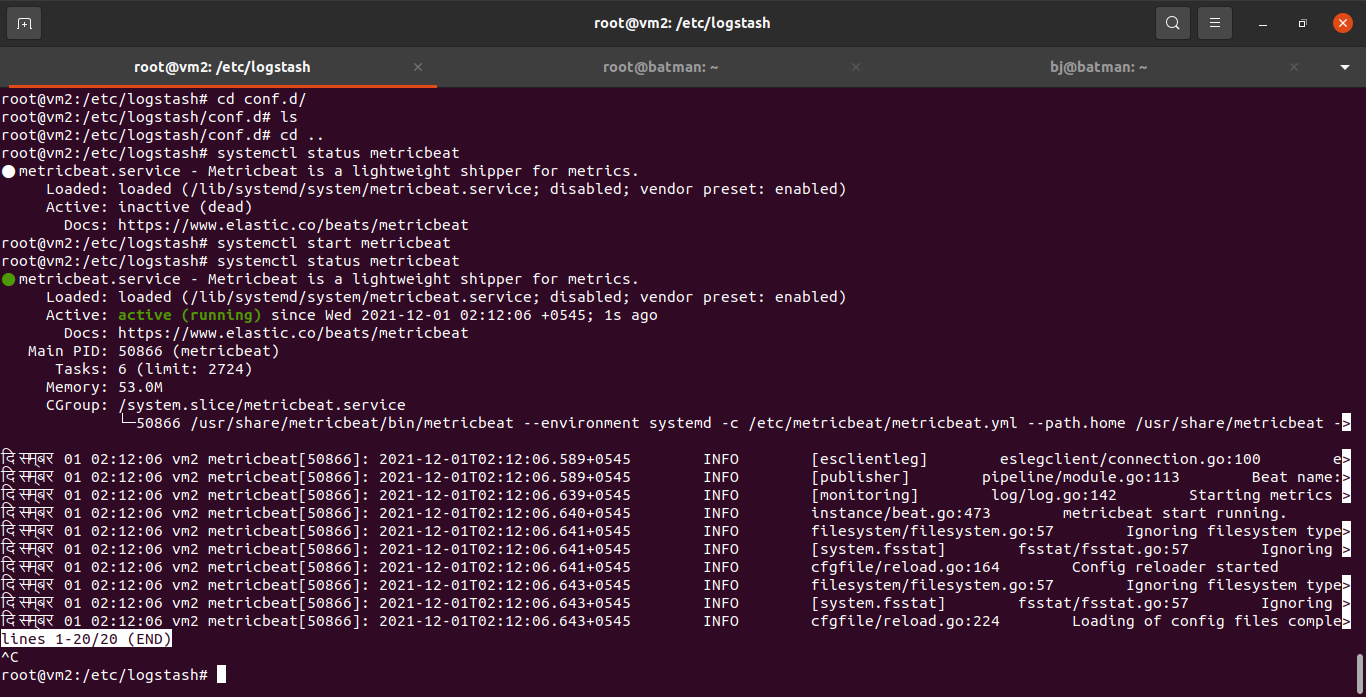 root@vm2: /etc/logstash
root@vm2: /etc/logstash
root@batman: ~
bj@batman: ~
root@vm2:/etc/logstash# cd conf.d/
root@vm2:/etc/logstash/conf.d# ls
root@vm2:/etc/logstash/conf.d# cd ..
root@vm2:/etc/logstash# systemctl status metricbeat
● metricbeat.service - Metricbeat is a lightweight shipper for metrics.
Loaded: loaded (/lib/systemd/system/metricbeat.service; disabled; vendor preset: enabled)
Active: inactive (dead)
Docs: https://www.elastic.co/beats/metricbeat
root@vm2:/etc/logstash# systemctl start metricbeat
root@vm2:/etc/logstash# systemctl status metricbeat
● metricbeat.service - Metricbeat is a lightweight shipper for metrics.
Loaded: loaded (/lib/systemd/system/metricbeat.service; disabled; vendor preset: enabled)
Active: active (running) since Wed 2021-12-01 02:12:06 +0545; 1s ago
Docs: https://www.elastic.co/beats/metricbeat
Main PID: 50866 (metricbeat)
Tasks: 6 (limit: 2724)
Memory: 53.0M
CGroup: /system.slice/metricbeat.service
└─50866 /usr/share/metricbeat/bin/metricbeat --environment systemd -c /etc/metricbeat/metricbeat.yml --path.home /usr/share/metricbeat ->
दिसम्बर 01 02:12:06 vm2 metricbeat[50866]: 2021-12-01T02:12:06.589+0545 INFO [esclientleg] eslegclient/connection.go:100 e>
दिसम्बर 01 02:12:06 vm2 metricbeat[50866]: 2021-12-01T02:12:06.589+0545 INFO [publisher] pipeline/module.go:113 Beat name:>
दिसम्बर 01 02:12:06 vm2 metricbeat[50866]: 2021-12-01T02:12:06.639+0545 INFO [monitoring] log/log.go:142 Starting metrics >
दिसम्बर 01 02:12:06 vm2 metricbeat[50866]: 2021-12-01T02:12:06.640+0545 INFO instance/beat.go:473 metricbeat start running.
दिसम्बर 01 02:12:06 vm2 metricbeat[50866]: 2021-12-01T02:12:06.641+0545 INFO filesystem/filesystem.go:57 Ignoring filesystem type>
दिसम्बर 01 02:12:06 vm2 metricbeat[50866]: 2021-12-01T02:12:06.641+0545 INFO [system.fsstat] fsstat/fsstat.go:57 Ignoring >
दिसम्बर 01 02:12:06 vm2 metricbeat[50866]: 2021-12-01T02:12:06.641+0545 INFO cfgfile/reload.go:164 Config reloader started
दिसम्बर 01 02:12:06 vm2 metricbeat[50866]: 2021-12-01T02:12:06.643+0545 INFO filesystem/filesystem.go:57 Ignoring filesystem type>
दिसम्बर 01 02:12:06 vm2 metricbeat[50866]: 2021-12-01T02:12:06.643+0545 INFO [system.fsstat] fsstat/fsstat.go:57 Ignoring >
दिसम्बर 01 02:12:06 vm2 metricbeat[50866]: 2021-12-01T02:12:06.643+0545 INFO cfgfile/reload.go:224 Loading of config files comple>
lines 1-20/20 (END)
^C
root@vm2:/etc/logstash#